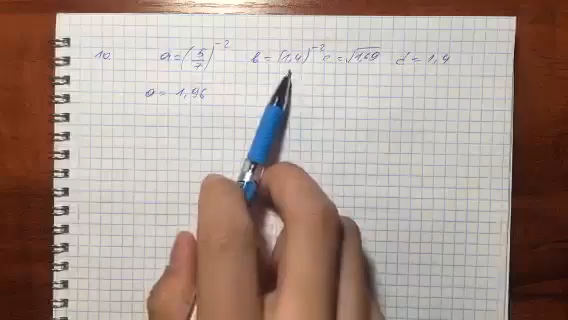 10. a = (5/7)^-2 b = (1,4)^-2 c = √1,69 d = 1,4
a = 1,96